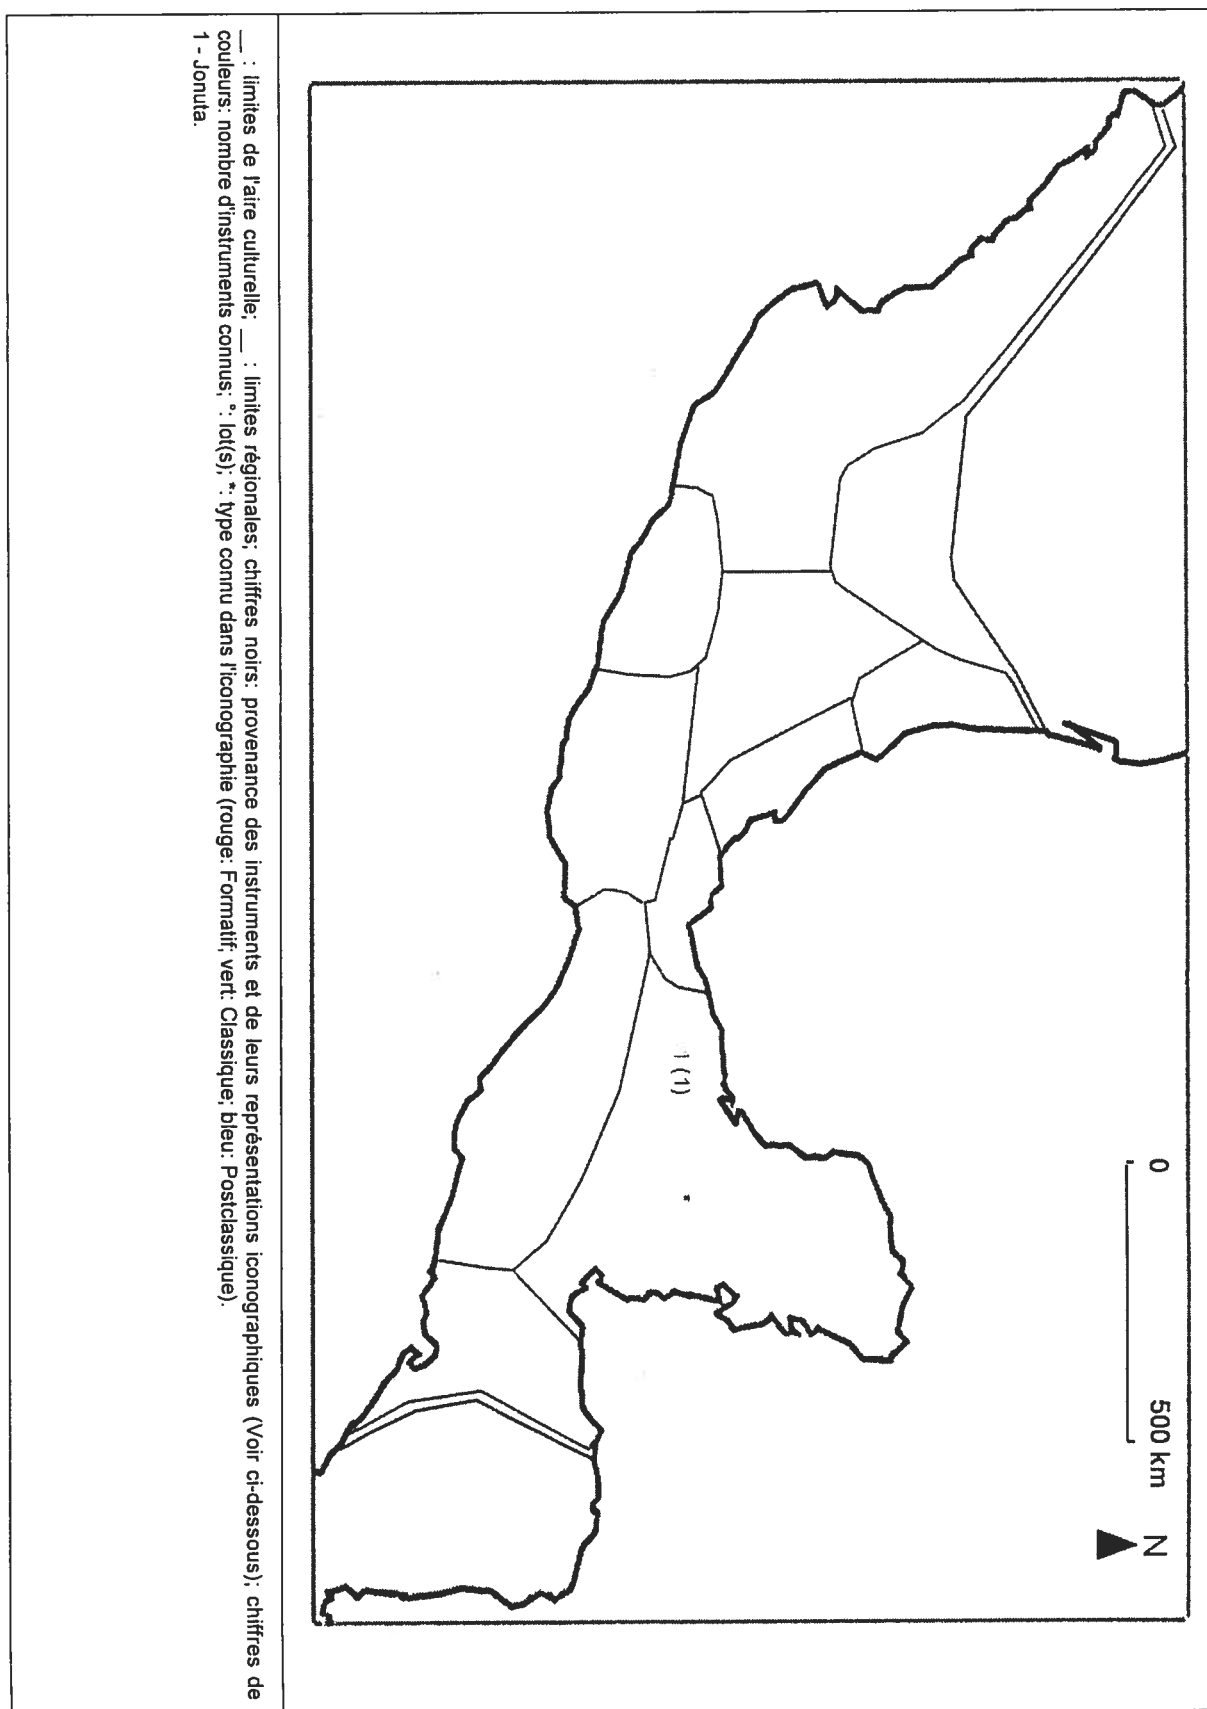 0 500 km
N
1 (1)
*
__ : limites de l'aire culturelle; __ : limites régionales; chiffres noirs: provenance des instruments et de leurs représentations iconographiques (Voir ci-dessous); chiffres de
couleurs: nombre d'instruments connus; °: lot(s); *: type connu dans l'iconographie (rouge: Formatif; vert: Classique; bleu: Postclassique).
1 - Jonuta.